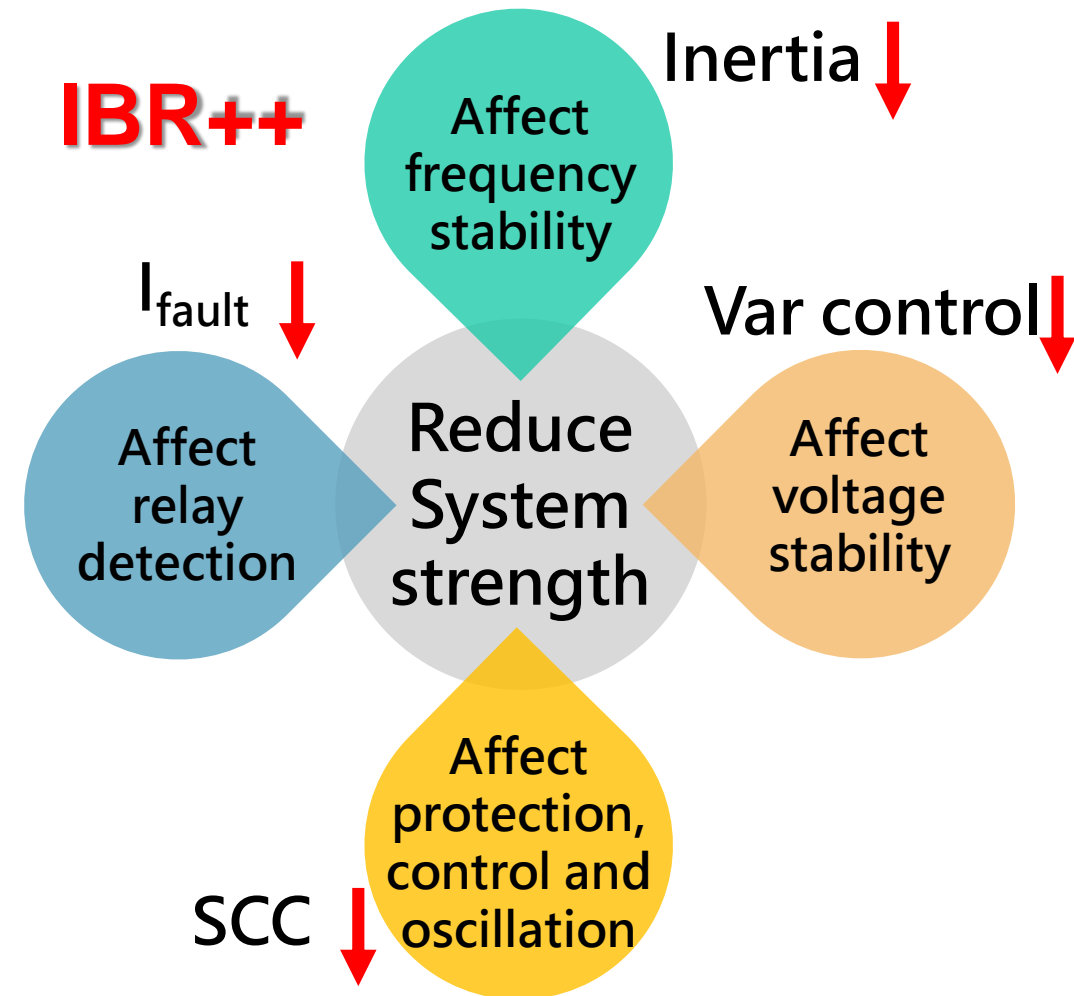 IBR++
Inertia
Affect
frequency
stability
I_fault
Var control
Affect
relay
detection
Reduce
System
strength
Affect
voltage
stability
Affect
protection,
control and
oscillation
SCC